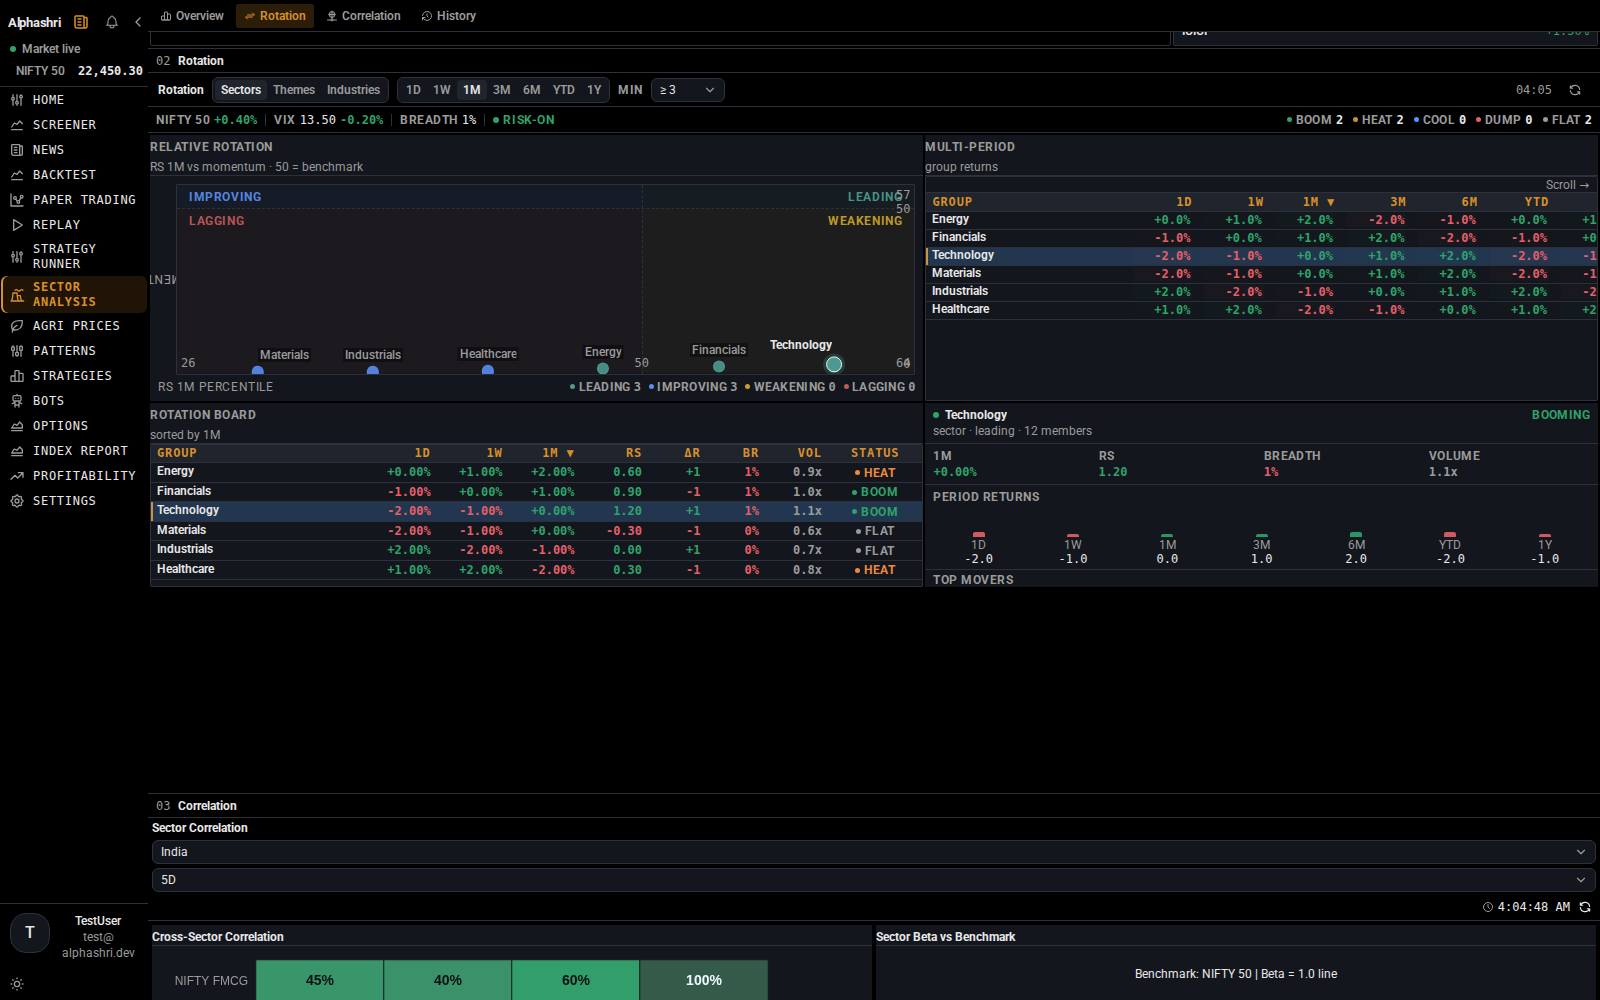 Alphashri
Market live
NIFTY 50 22,450.30
HOME
SCREENER
NEWS
BACKTEST
PAPER TRADING
REPLAY
STRATEGY
RUNNER
SECTOR
ANALYSIS
AGRI PRICES
PATTERNS
STRATEGIES
BOTS
OPTIONS
INDEX REPORT
PROFITABILITY
SETTINGS
T
TestUser
test@
alphashri.dev
Overview Rotation Correlation History
02 Rotation
Rotation Sectors Themes Industries 1D 1W 1M 3M 6M YTD 1Y MIN ≥ 3 04:05
NIFTY 50 +0.40% VIX 13.50 -0.20% BREADTH 1% RISK-ON BOOM 2 HEAT 2 COOL 0 DUMP 0 FLAT 2
RELATIVE ROTATION
RS 1M vs momentum · 50 = benchmark
IMPROVING LEADING 57
50
LAGGING WEAKENING
Materials Industrials Healthcare Energy Financials Technology
26 50
RS 1M PERCENTILE LEADING 3 IMPROVING 3 WEAKENING 0 LAGGING 0
MULTI-PERIOD
group returns
Scroll →
GROUP 1D 1W 1M ▼ 3M 6M YTD
Energy +0.0% +1.0% +2.0% -2.0% -1.0% +0.0% +1
Financials -1.0% +0.0% +1.0% +2.0% -2.0% -1.0% +0
Technology -2.0% -1.0% +0.0% +1.0% +2.0% -2.0% -1
Materials -2.0% -1.0% +0.0% +1.0% +2.0% -2.0% -1
Industrials +2.0% -2.0% -1.0% +0.0% +1.0% +2.0% -2
Healthcare +1.0% +2.0% -2.0% -1.0% +0.0% +1.0% +2
ROTATION BOARD
sorted by 1M
GROUP 1D 1W 1M ▼ RS ΔR BR VOL STATUS
Energy +0.00% +1.00% +2.00% 0.60 +1 1% 0.9x HEAT
Financials -1.00% +0.00% +1.00% 0.90 -1 1% 1.0x BOOM
Technology -2.00% -1.00% +0.00% 1.20 +1 1% 1.1x BOOM
Materials -2.00% -1.00% +0.00% -0.30 -1 0% 0.6x FLAT
Industrials +2.00% -2.00% -1.00% 0.00 +1 0% 0.7x FLAT
Healthcare +1.00% +2.00% -2.00% 0.30 -1 0% 0.8x HEAT
Technology BOOMING
sector · leading · 12 members
1M RS BREADTH VOLUME
+0.00% 1.20 1% 1.1x
PERIOD RETURNS
1D 1W 1M 3M 6M YTD 1Y
-2.0 -1.0 0.0 1.0 2.0 -2.0 -1.0
TOP MOVERS
03 Correlation
Sector Correlation
India
5D
4:04:48 AM
Cross-Sector Correlation
NIFTY FMCG 45% 40% 60% 100%
Sector Beta vs Benchmark
Benchmark: NIFTY 50 | Beta = 1.0 line